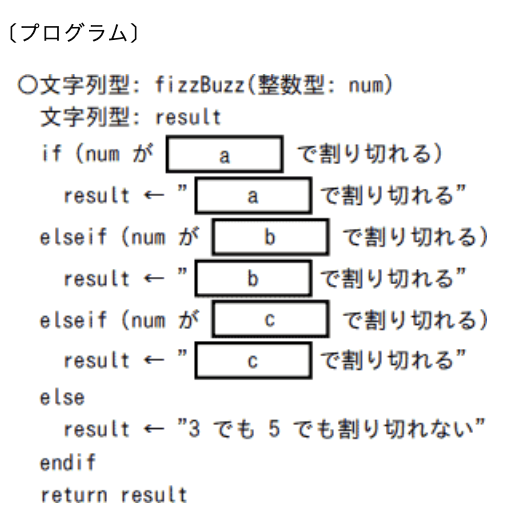 〔プログラム〕
○文字列型: fizzBuzz(整数型: num)
文字列型: result
if (num が a で割り切れる)
result ← ”a で割り切れる”
elseif (num が b で割り切れる)
result ← ”b で割り切れる”
elseif (num が c で割り切れる)
result ← ”c で割り切れる”
else
result ← ”3 でも 5 でも割り切れない”
endif
return result